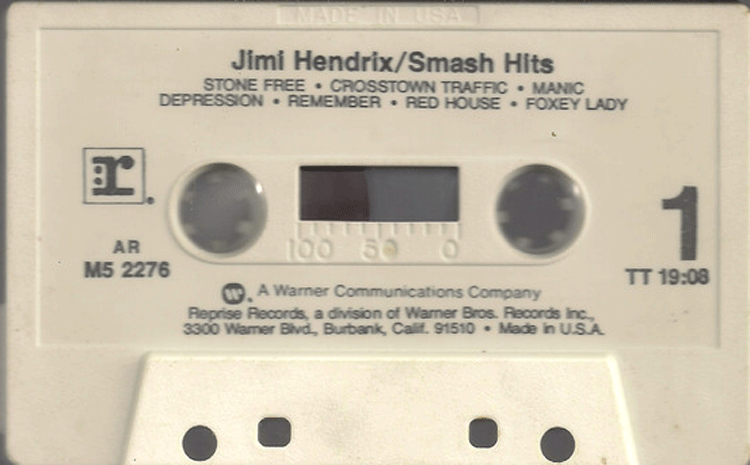 MADE IN USA
Jimi Hendrix/Smash Hits
STONE FREE • CROSSTOWN TRAFFIC • MANIC
DEPRESSION • REMEMBER • RED HOUSE • FOXEY LADY
r
1
AR
M5 2276
100 50 0
TT 19:08
W. A Warner Communications Company
Reprise Records, a division of Warner Bros. Records Inc.,
3300 Warner Blvd., Burbank, Calif. 91510 • Made in U.S.A.